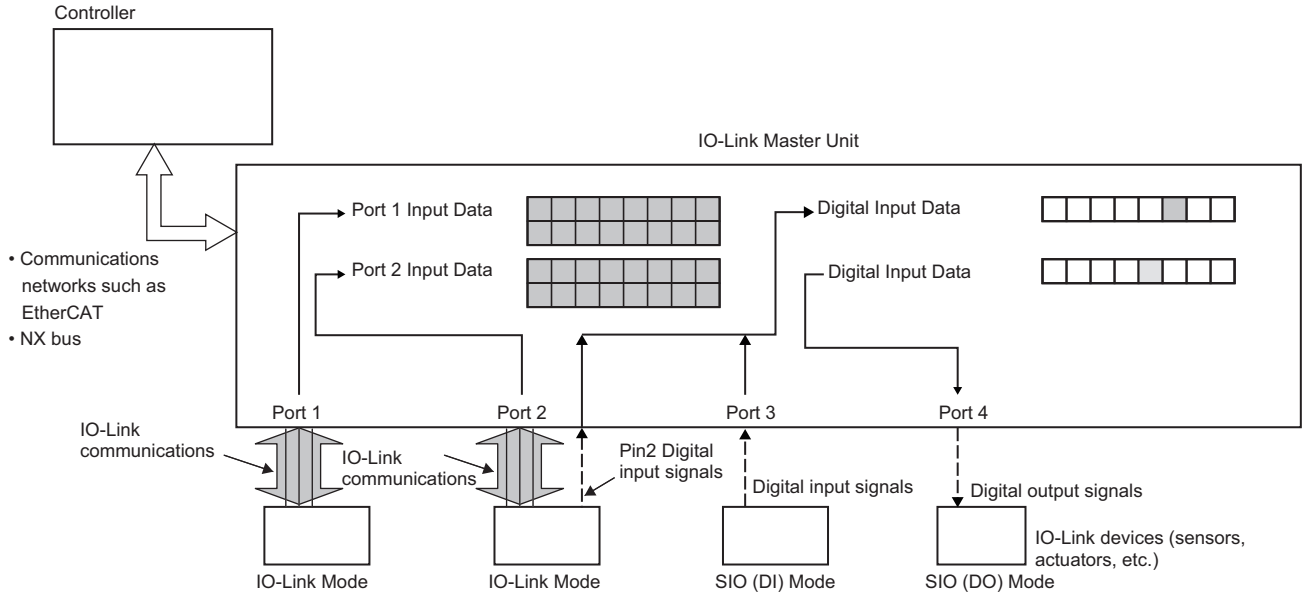 Controller
IO-Link Master Unit
Port 1 Input Data
Digital Input Data
Port 2 Input Data
Digital Input Data
• Communications
networks such as
EtherCAT
• NX bus
Port 1
Port 2
Port 3
Port 4
IO-Link
communications
IO-Link
communications
Pin2 Digital
input signals
Digital input signals
Digital output signals
IO-Link devices (sensors,
actuators, etc.)
IO-Link Mode
IO-Link Mode
SIO (DI) Mode
SIO (DO) Mode